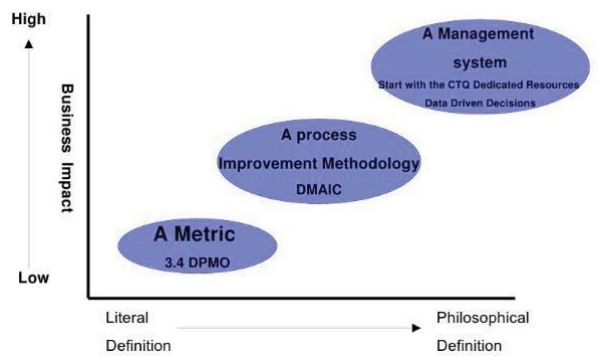 High
A Management
system
Start with the CTQ Dedicated Resources
Data Driven Decisions
Business Impact
A process
Improvement Methodology
DMAIC
A Metric
3.4 DPMO
Low
Literal
Definition
Philosophical
Definition